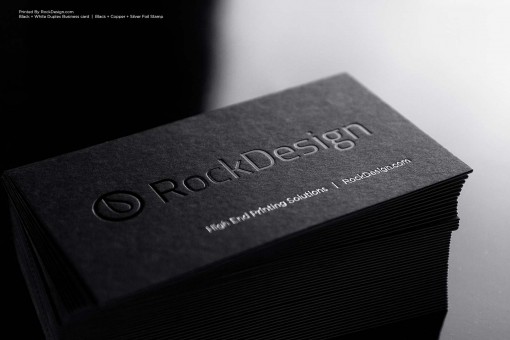 Printed By RockDesign.com
Black + White Duplex Business card | Black + Copper + Silver Foil Stamp
RockDesign
High End Printing Solutions | RockDesign.com